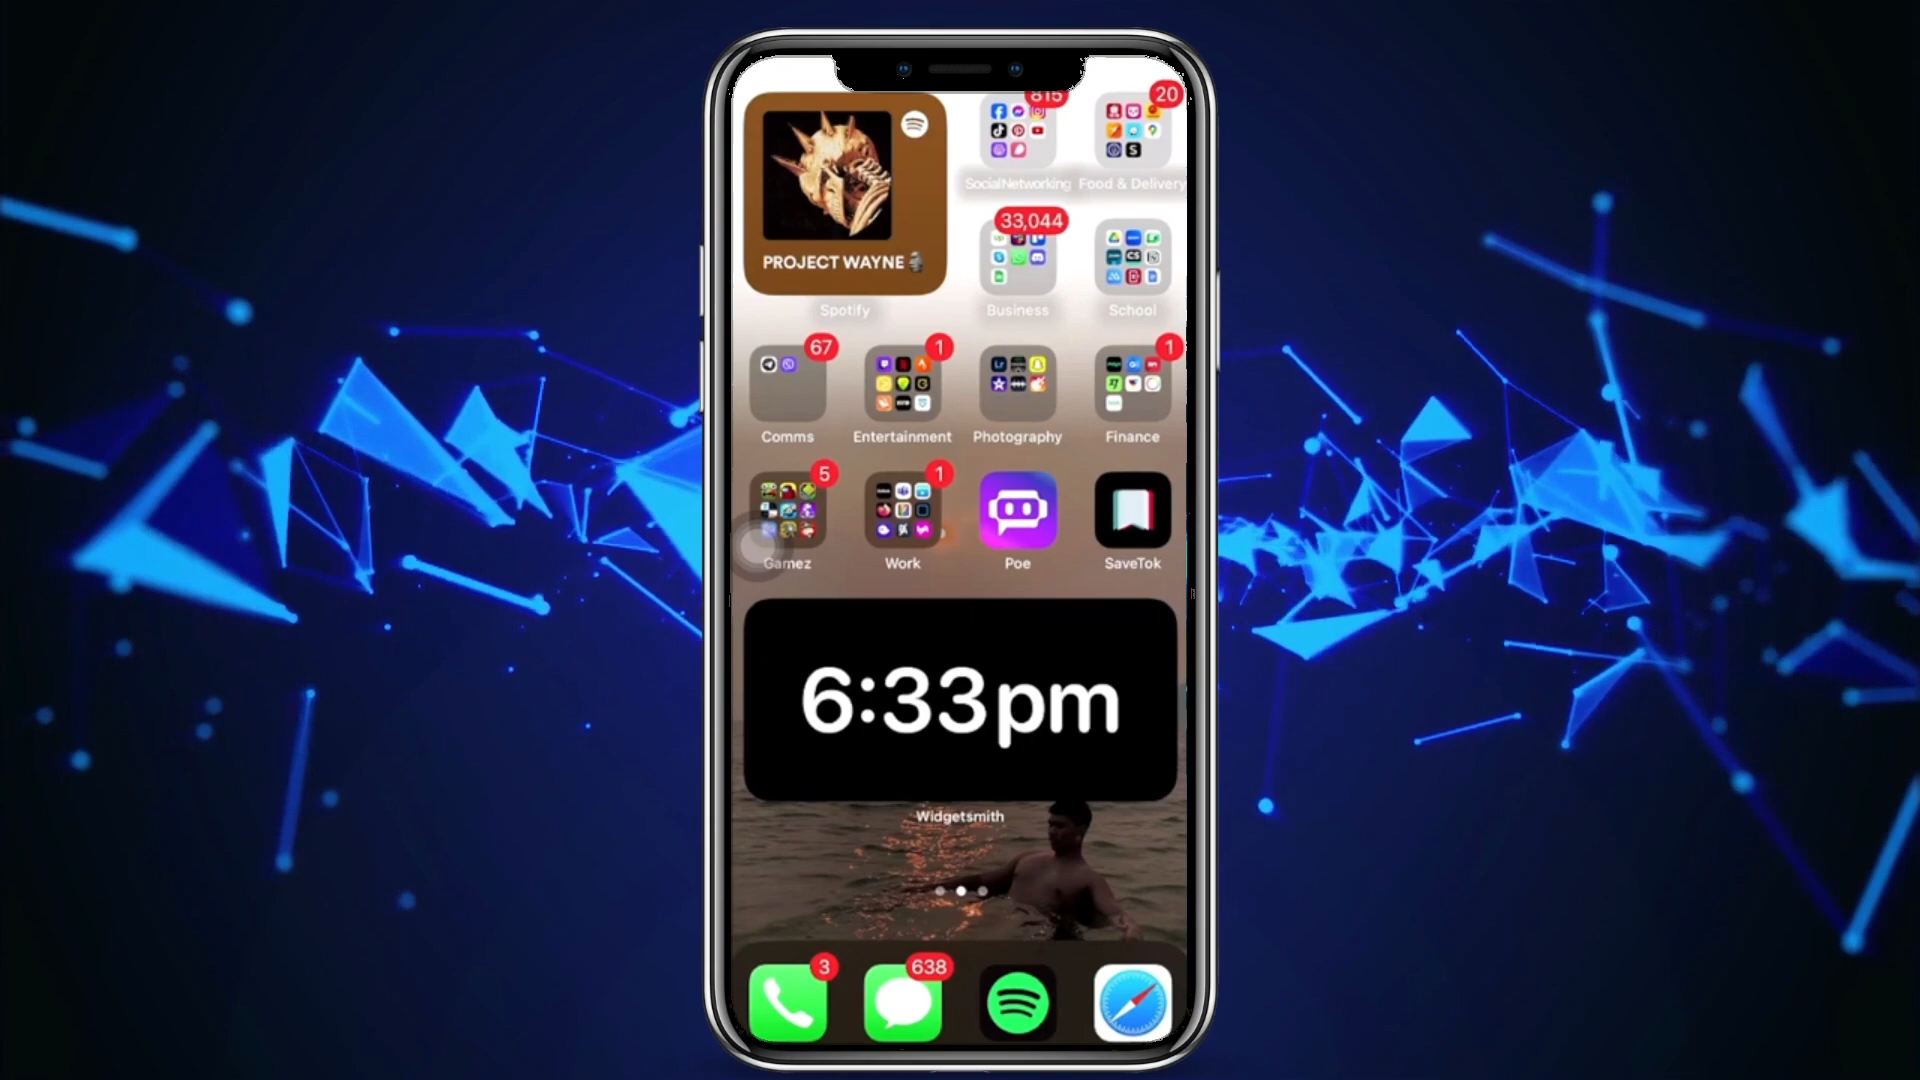 815
20
SocialNetworking
Food & Delivery
PROJECT WAYNE
33,044
Spotify
Business
School
67
1
1
Comms
Entertainment
Photography
Finance
5
1
Gamez
Work
Poe
SaveTok
6:33pm
Widgetsmith
3
638